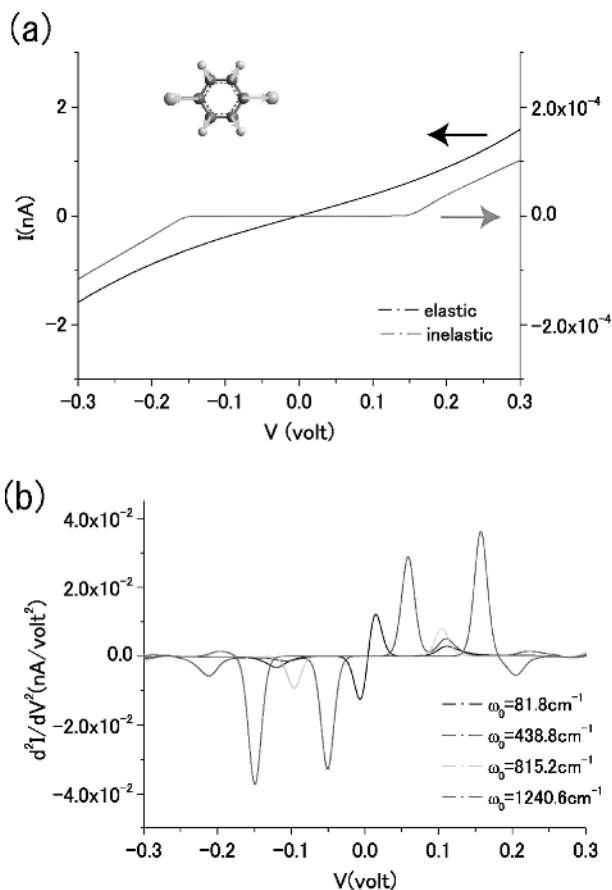 (a)
2
0
−2
I(nA)
2.0x10⁻⁴
0.0
−2.0x10⁻⁴
elastic
inelastic
−0.3 −0.2 −0.1 0.0 0.1 0.2 0.3
V (volt)
(b)
4.0x10⁻²
2.0x10⁻²
0.0
−2.0x10⁻²
−4.0x10⁻²
d²I/dV²(nA/volt²)
ω₀=81.8cm⁻¹
ω₀=438.8cm⁻¹
ω₀=815.2cm⁻¹
ω₀=1240.6cm⁻¹
−0.3 −0.2 −0.1 0.0 0.1 0.2 0.3
V(volt)